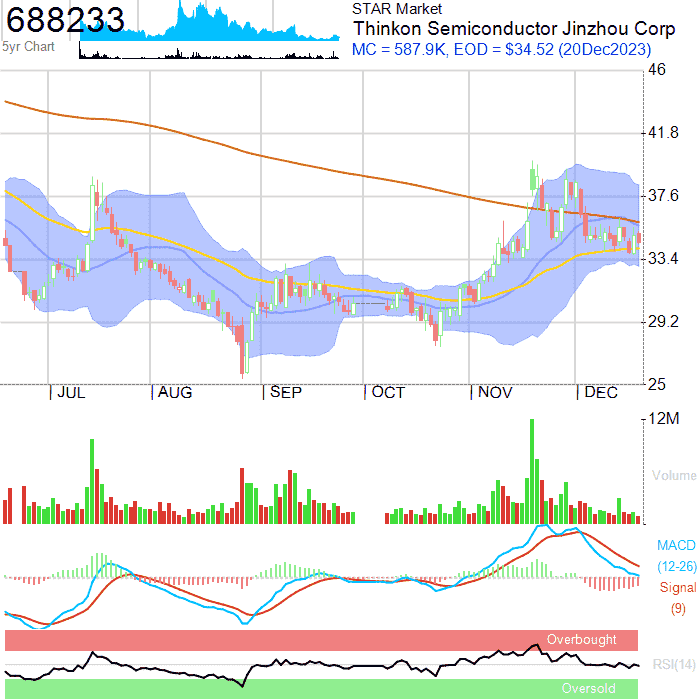 688233
5yr Chart
STAR Market
Thinkon Semiconductor Jinzhou Corp
MC = 587.9K, EOD = $34.52 (20Dec2023)
46
41.8
37.6
33.4
29.2
25
JUL AUG SEP OCT NOV DEC
12M
Volume
MACD
(12-26)
Signal
(9)
Overbought
RSI(14)
Oversold